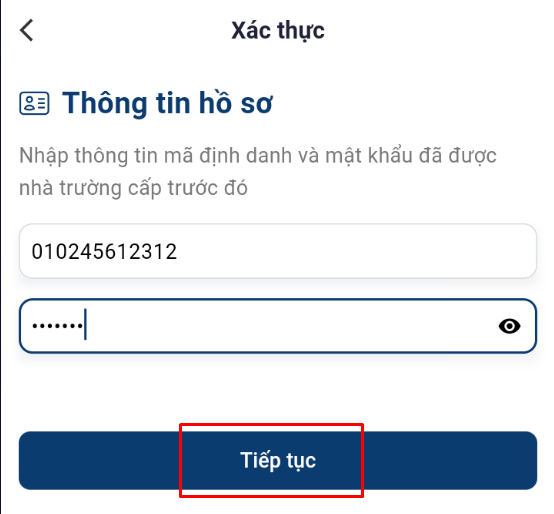 Xác thực
Thông tin hồ sơ
Nhập thông tin mã định danh và mật khẩu đã được
nhà trường cấp trước đó
010245612312
•••••••
Tiếp tục